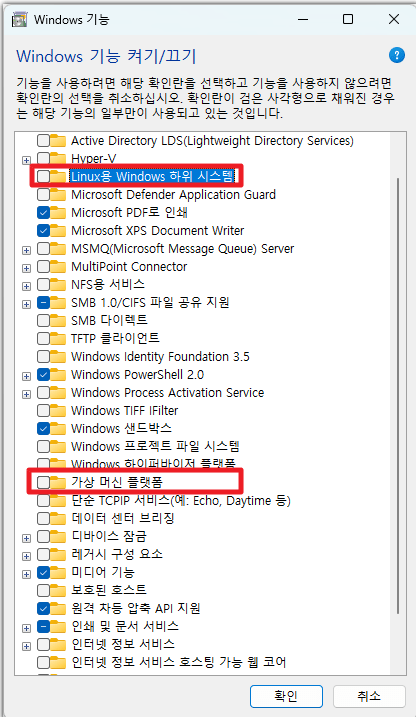 Windows 기능
Windows 기능 켜기/끄기
기능을 사용하려면 해당 확인란을 선택하고 기능을 사용하지 않으려면
확인란의 선택을 취소하십시오. 확인란이 검은 사각형으로 채워진 경우
는 해당 기능의 일부만이 사용되고 있는 것입니다.
Active Directory LDS(Lightweight Directory Services)
Hyper-V
Linux용 Windows 하위 시스템
Microsoft Defender Application Guard
Microsoft PDF로 인쇄
Microsoft XPS Document Writer
MSMQ(Microsoft Message Queue) Server
MultiPoint Connector
NFS용 서비스
SMB 1.0/CIFS 파일 공유 지원
SMB 다이렉트
TFTP 클라이언트
Windows Identity Foundation 3.5
Windows PowerShell 2.0
Windows Process Activation Service
Windows TIFF IFilter
Windows 샌드박스
Windows 프로젝트 파일 시스템
Windows 하이퍼바이저 플랫폼
가상 머신 플랫폼
단순 TCPIP 서비스(예: Echo, Daytime 등)
데이터 센터 브리징
디바이스 잠금
레거시 구성 요소
미디어 기능
보호된 호스트
원격 차등 압축 API 지원
인쇄 및 문서 서비스
인터넷 정보 서비스
인터넷 정보 서비스 호스팅 가능 웹 코어
확인
취소